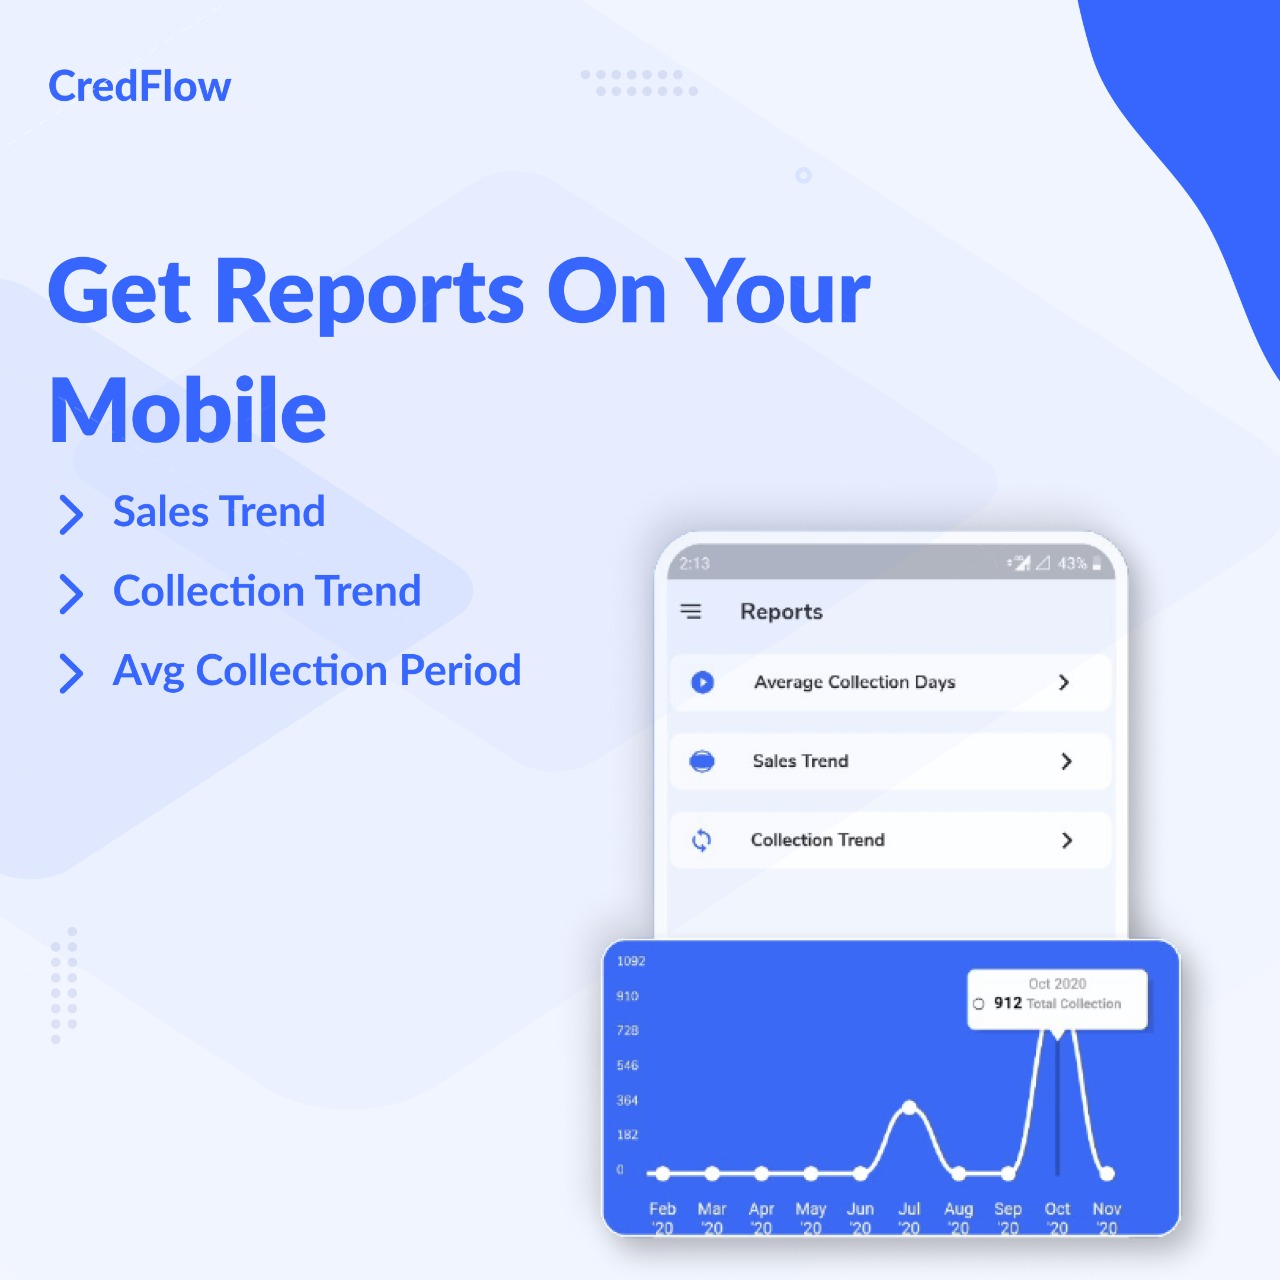 CredFlow
Get Reports On Your
Mobile
Sales Trend
Collection Trend
Avg Collection Period
2:13
43%
Reports
Average Collection Days
Sales Trend
Collection Trend
1092
910
728
546
364
182
0
Oct 2020
912 Total Collection
Feb Mar Apr May Jun Jul Aug Sep Oct Nov
'20 '20 '20 '20 '20 '20 '20 '20 '20 '20